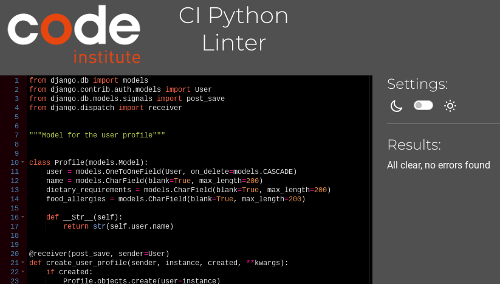 code
institute
CI Python
Linter
1 from django.db import models
2 from django.contrib.auth.models import User
3 from django.db.models.signals import post_save
4 from django.dispatch import receiver
5
6
7 """Model for the user profile"""
8
9
10 class Profile(models.Model):
11 user = models.OneToOneField(User, on_delete=models.CASCADE)
12 name = models.CharField(blank=True, max_length=200)
13 dietary_requirements = models.CharField(blank=True, max_length=200)
14 food_allergies = models.CharField(blank=True, max_length=200)
15
16 def __str__(self):
17 return str(self.user.name)
18
19
20 @receiver(post_save, sender=User)
21 def create_user_profile(sender, instance, created, **kwargs):
22 if created:
23 Profile.objects.create(user=instance)
Settings:
Results:
All clear, no errors found